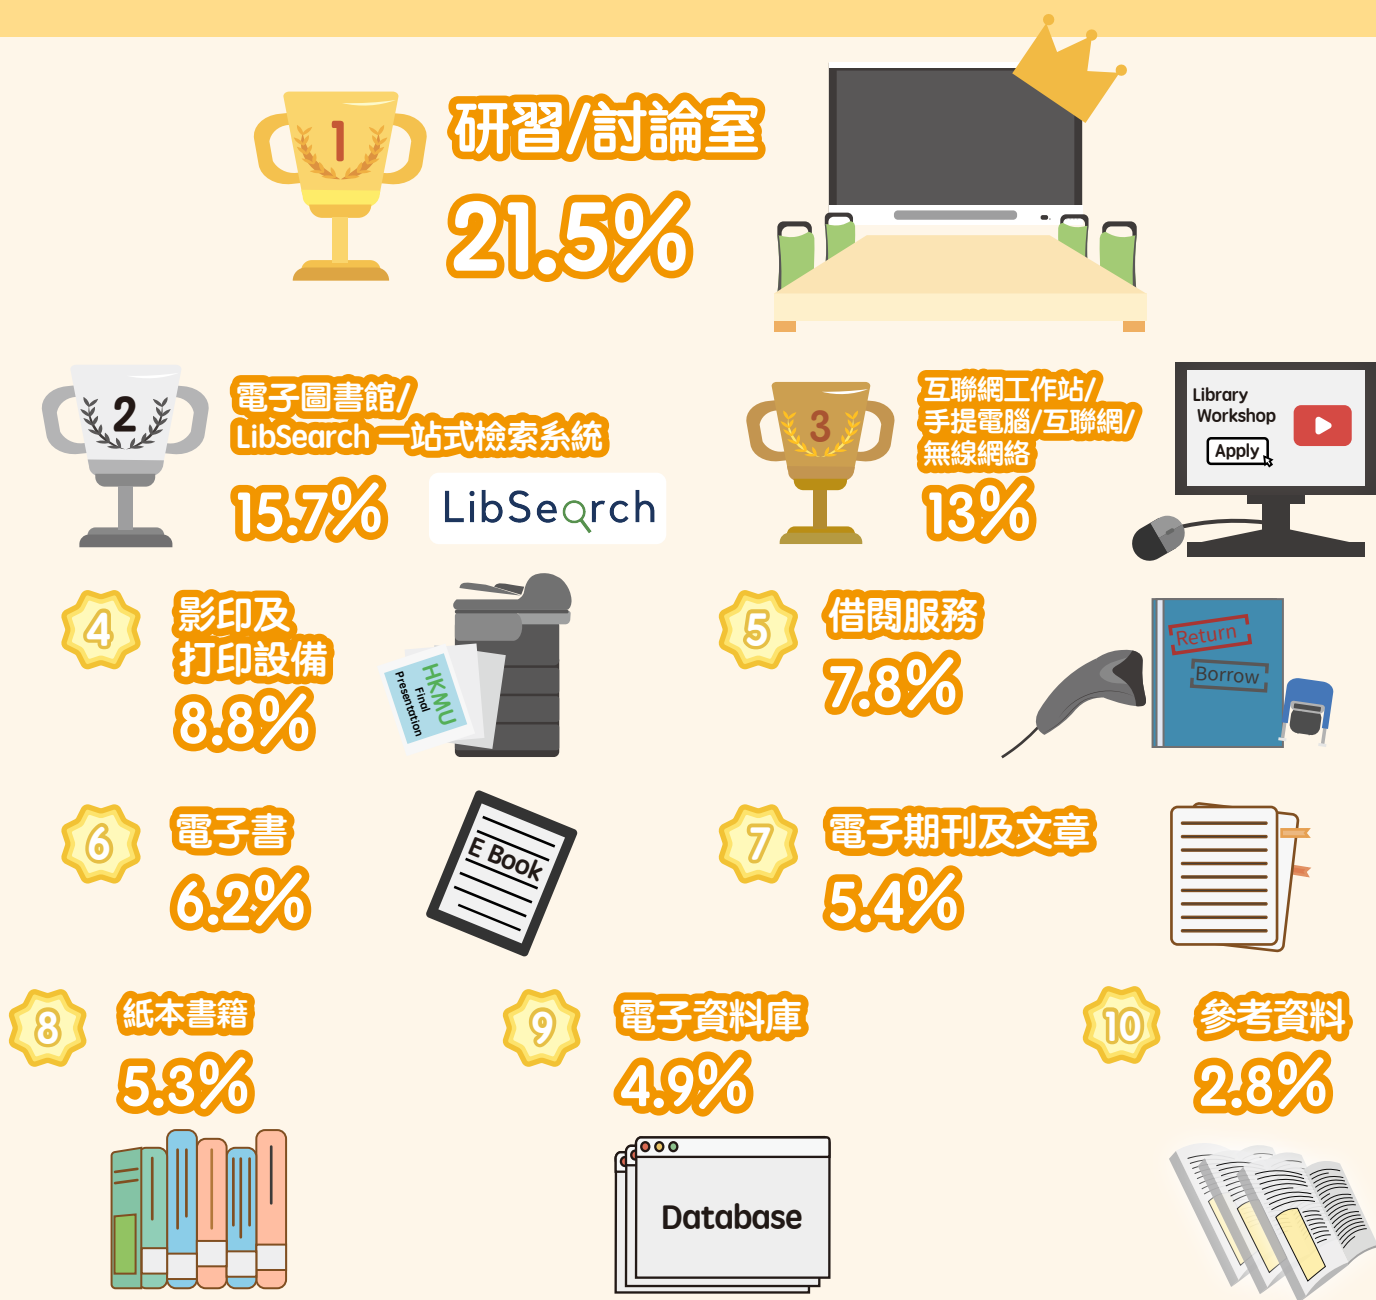 1
研習/討論室
21.5%
2
電子圖書館/
LibSearch 一站式檢索系統
15.7%
LibSearch
3
互聯網工作站/
手提電腦/互聯網/
無線網絡
13%
Library
Workshop
Apply
4
影印及
打印設備
8.8%
HKMU
Final
Presentation
5
借閱服務
7.8%
Return
Borrow
6
電子書
6.2%
E Book
7
電子期刊及文章
5.4%
8
紙本書籍
5.3%
9
電子資料庫
4.9%
Database
10
參考資料
2.8%